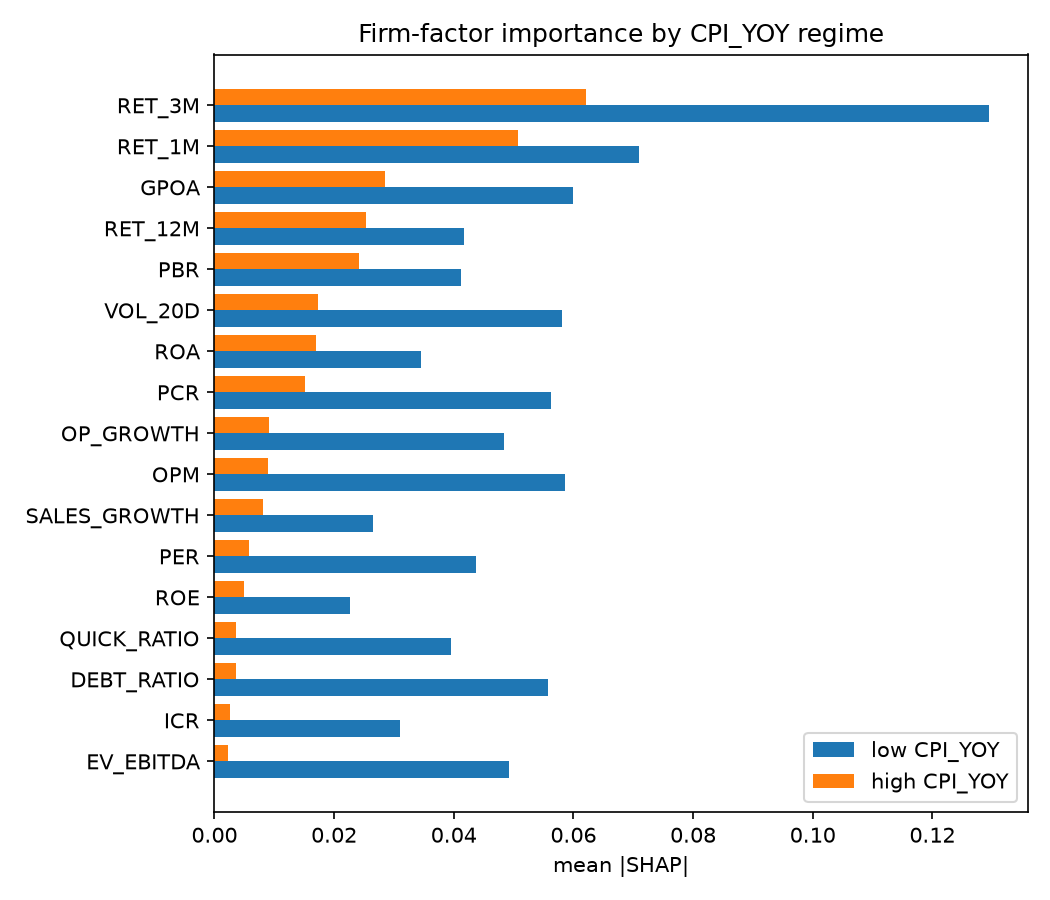 Firm-factor importance by CPI_YOY regime
RET_3M
RET_1M
GPOA
RET_12M
PBR
VOL_20D
ROA
PCR
OP_GROWTH
OPM
SALES_GROWTH
PER
ROE
QUICK_RATIO
DEBT_RATIO
ICR
EV_EBITDA
low CPI_YOY
high CPI_YOY
0.00 0.02 0.04 0.06 0.08 0.10 0.12
mean |SHAP|